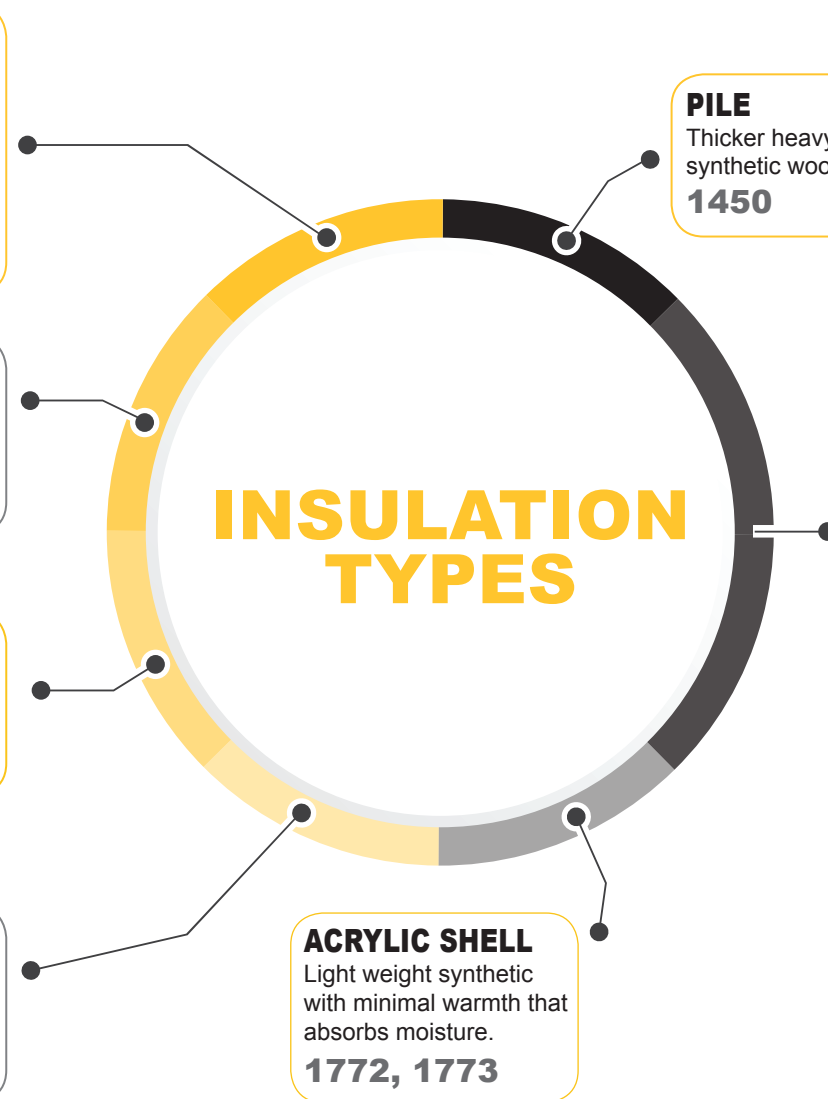 PILE
Thicker heavy
synthetic
1450
INSULATION
TYPES
ACRYLIC SHELL
Light weight synthetic
with minimal warmth that
absorbs moisture.
1772, 1773